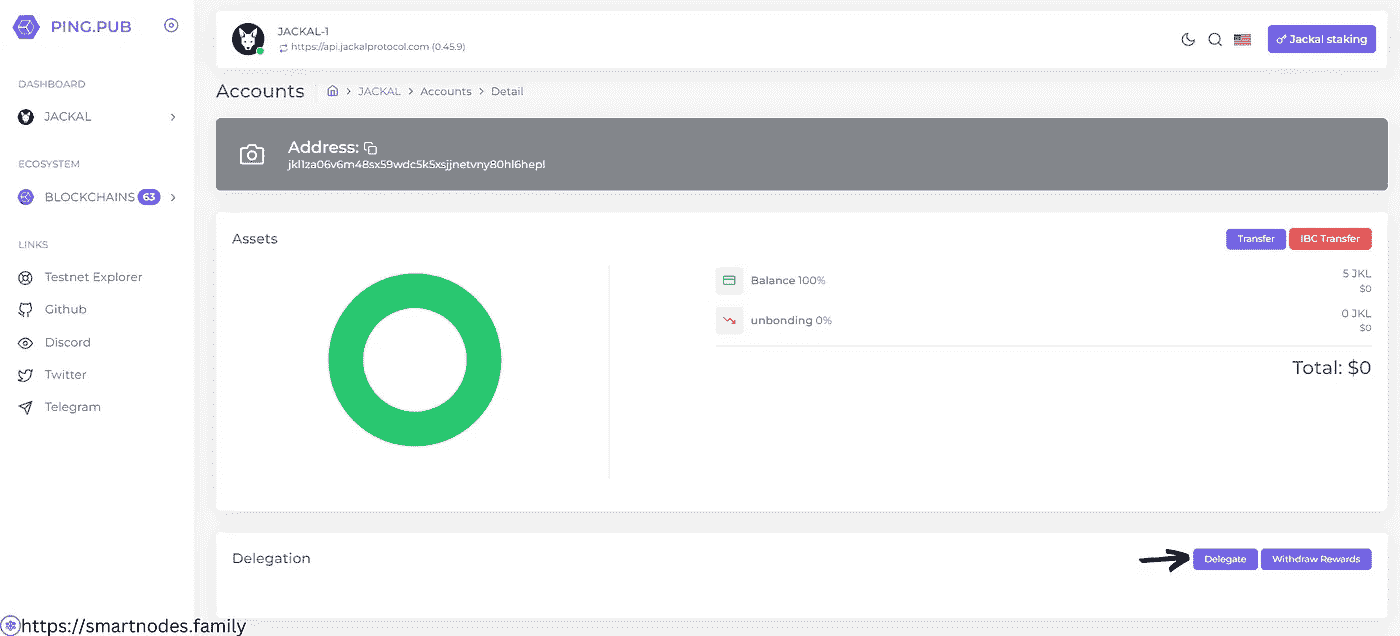 PING.PUB
DASHBOARD
JACKAL
ECOSYSTEM
BLOCKCHAINS 63
LINKS
Testnet Explorer
Github
Discord
Twitter
Telegram
JACKAL-1
https://api.jackalprotocol.com (0.45.9)
Jackal staking
Accounts
JACKAL > Accounts > Detail
Address:
jkl1za06v6m48sx59wdc5k5xsjjnetvny80hl6hepl
Assets
Transfer
IBC Transfer
Balance 100%
5 JKL
$0
unbonding 0%
0 JKL
$0
Total: $0
Delegation
Delegate
Withdraw Rewards
https://smartnodes.family